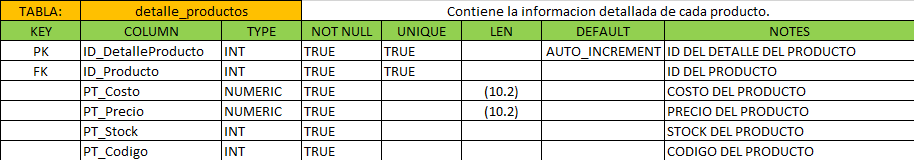 TABLA: detalle_productos Contiene la informacion detallada de cada producto.
KEY COLUMN TYPE NOT NULL UNIQUE LEN DEFAULT NOTES
PK ID_DetalleProducto INT TRUE TRUE AUTO_INCREMENT ID DEL DETALLE DEL PRODUCTO
FK ID_Producto INT TRUE TRUE ID DEL PRODUCTO
PT_Costo NUMERIC TRUE (10.2) COSTO DEL PRODUCTO
PT_Precio NUMERIC TRUE (10.2) PRECIO DEL PRODUCTO
PT_Stock INT TRUE STOCK DEL PRODUCTO
PT_Codigo INT TRUE CODIGO DEL PRODUCTO